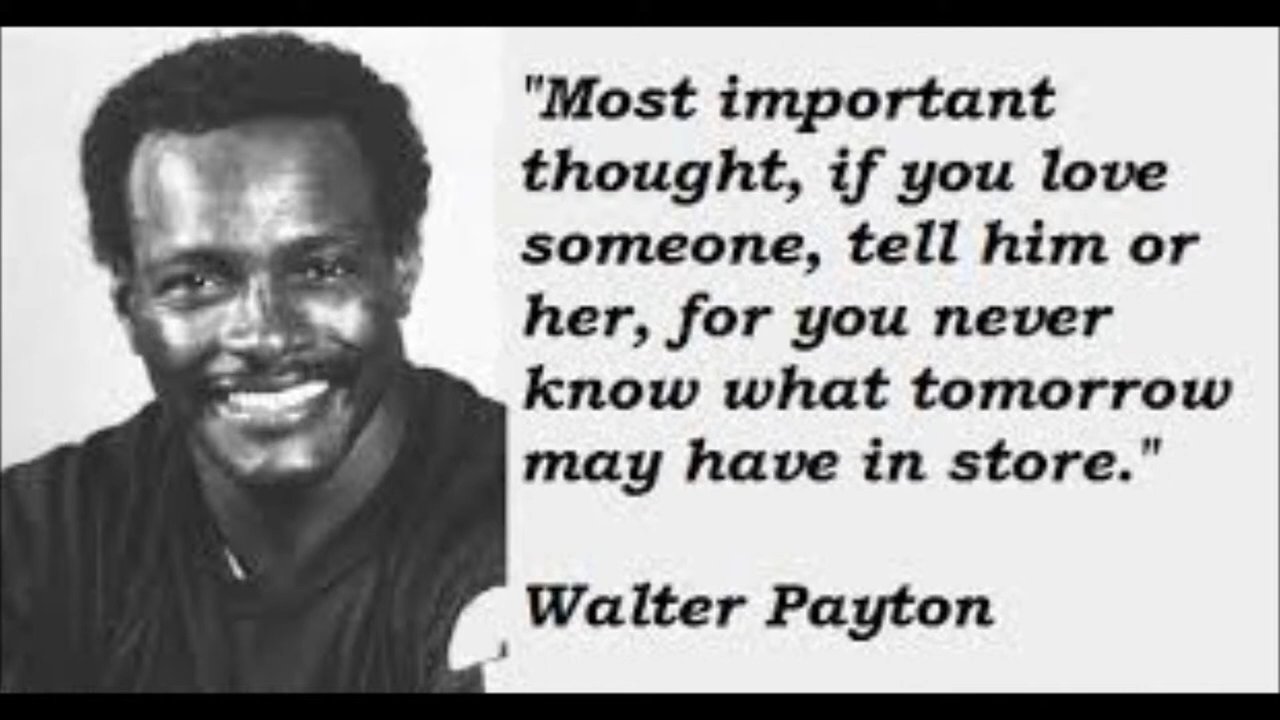 "Most important
thought, if you love
someone, tell him or
her, for you never
know what tomorrow
may have in store."
Walter Payton